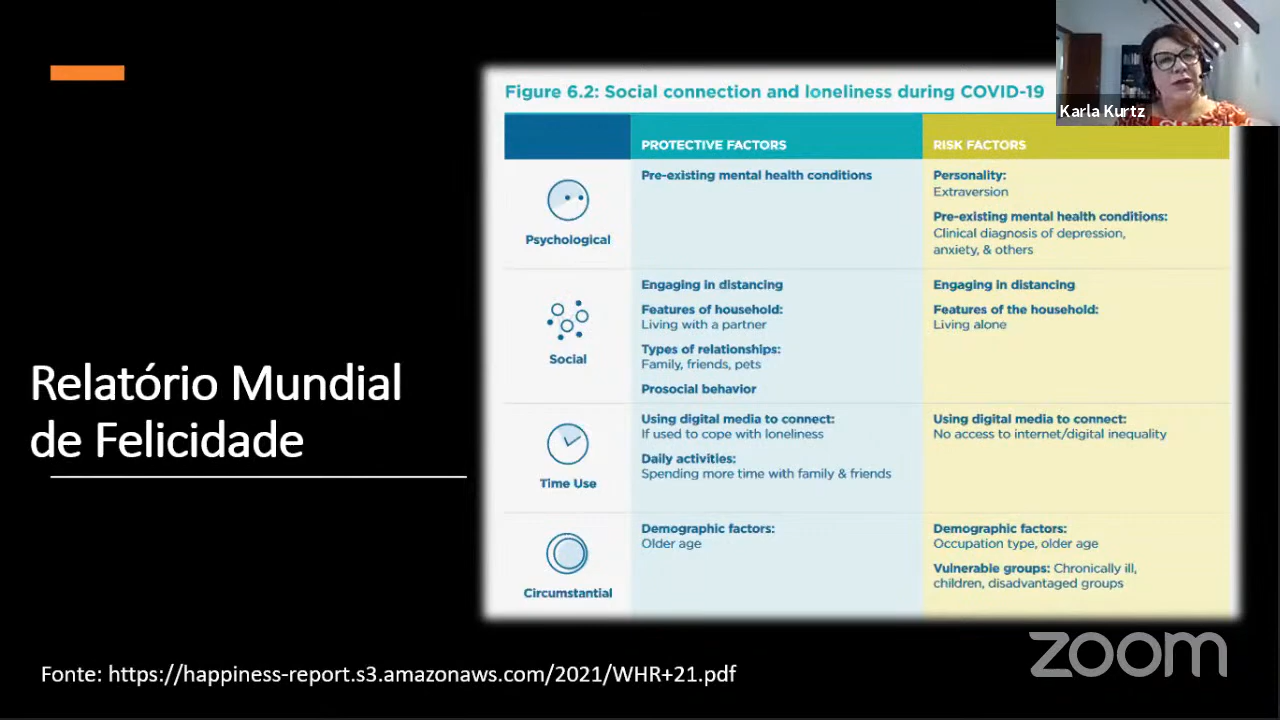 Figure 6.2: Social connection and loneliness during COVID-19
Karla Kurtz
PROTECTIVE FACTORS
RISK FACTORS
Psychological
Pre-existing mental health conditions
Personality:
Extraversion
Pre-existing mental health conditions:
Clinical diagnosis of depression,
anxiety, & others
Social
Engaging in distancing
Features of household:
Living with a partner
Types of relationships:
Family, friends, pets
Prosocial behavior
Engaging in distancing
Features of the household:
Living alone
Time Use
Using digital media to connect:
If used to cope with loneliness
Daily activities:
Spending more time with family & friends
Using digital media to connect:
No access to internet/digital inequality
Circumstantial
Demographic factors:
Older age
Demographic factors:
Occupation type, older age
Vulnerable groups: Chronically ill,
children, disadvantaged groups
Relatório Mundial
de Felicidade
Fonte: https://happiness-report.s3.amazonaws.com/2021/WHR+21.pdf
zoom